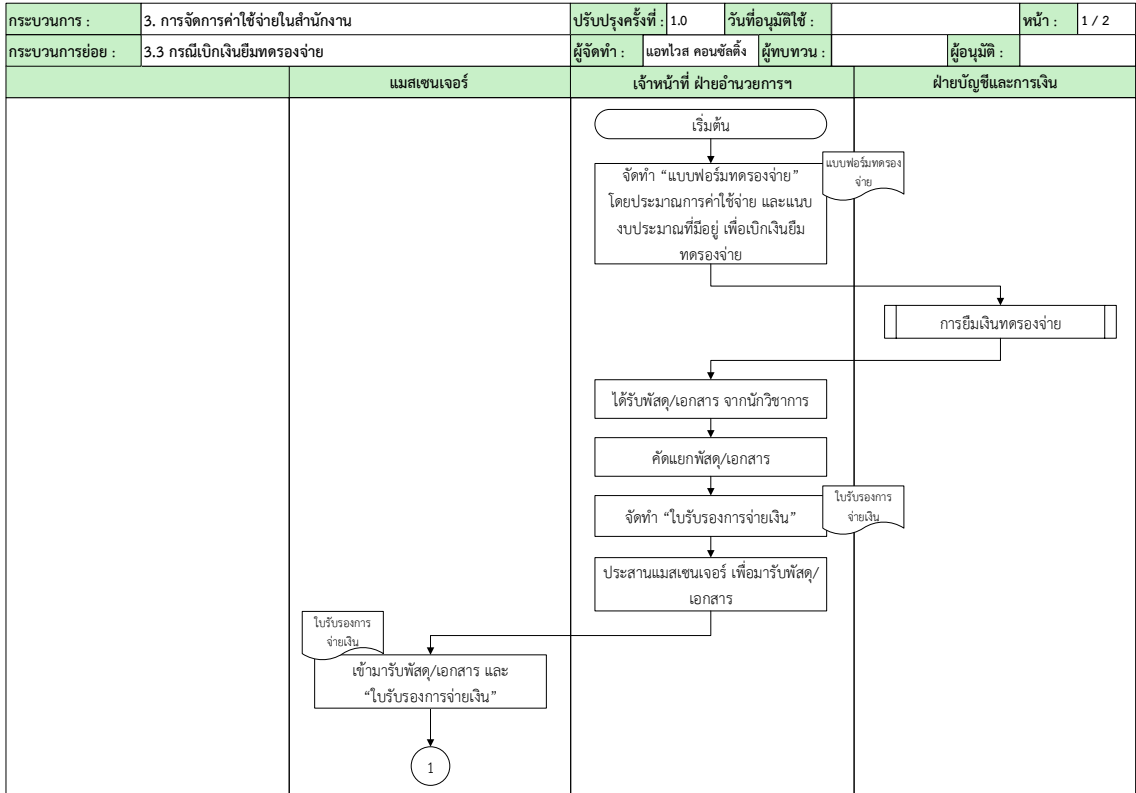 กระบวนการ : 3. การจัดการค่าใช้จ่ายในสำนักงาน ปรับปรุงครั้งที่ : 1.0 วันที่อนุมัติใช้ : หน้า : 1 / 2
กระบวนการย่อย : 3.3 กรณีเบิกเงินยืมทดรองจ่าย ผู้จัดทำ : แอทไวส คอนซัลติ้ง ผู้ทบทวน : ผู้อนุมัติ :
แมสเซนเจอร์ เจ้าหน้าที่ ฝ่ายอำนวยการฯ ฝ่ายบัญชีและการเงิน
เริ่มต้น
แบบฟอร์มทดรอง
จ่าย
จัดทำ “แบบฟอร์มทดรองจ่าย”
โดยประมาณการค่าใช้จ่าย และแนบ
งบประมาณที่มีอยู่ เพื่อเบิกเงินยืม
ทดรองจ่าย
การยืมเงินทดรองจ่าย
ได้รับพัสดุ/เอกสาร จากนักวิชาการ
คัดแยกพัสดุ/เอกสาร
ใบรับรองการ
จ่ายเงิน
จัดทำ “ใบรับรองการจ่ายเงิน”
ประสานแมสเซนเจอร์ เพื่อมารับพัสดุ/
เอกสาร
ใบรับรองการ
จ่ายเงิน
เข้ามารับพัสดุ/เอกสาร และ
“ใบรับรองการจ่ายเงิน”
1